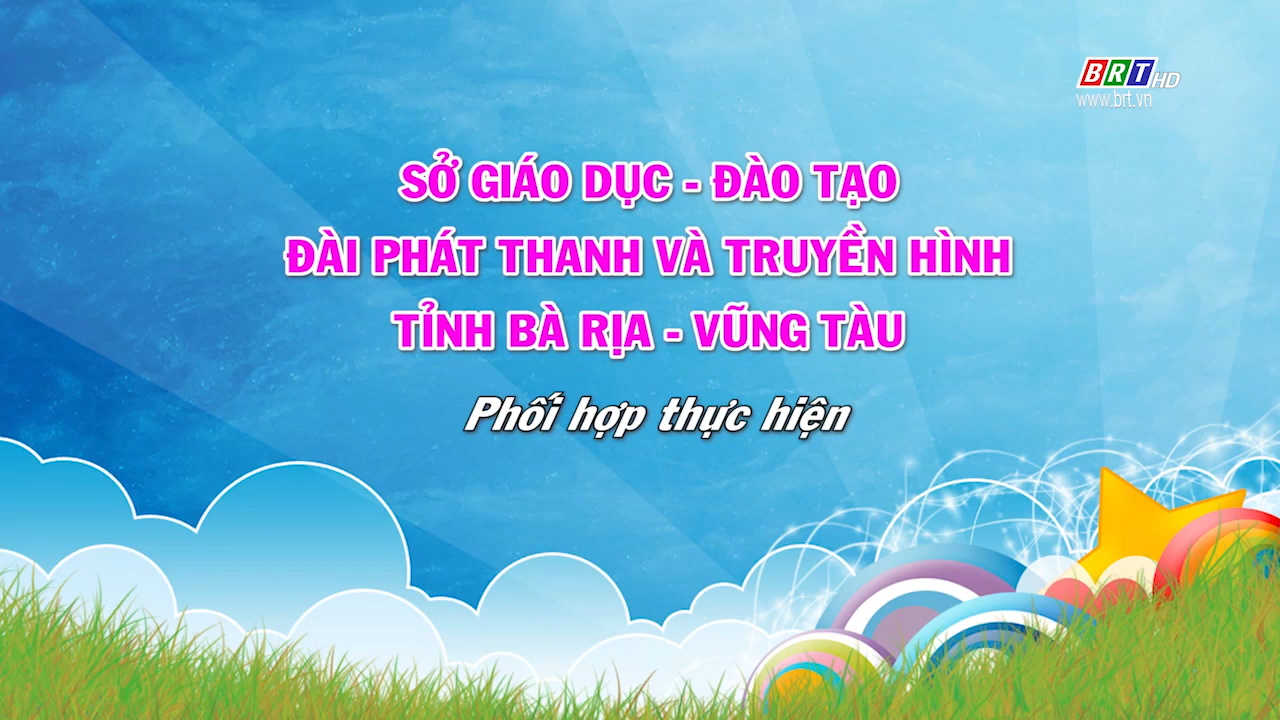 BRT HD
www.brt.vn
SỞ GIÁO DỤC - ĐÀO TẠO
ĐÀI PHÁT THANH VÀ TRUYỀN HÌNH
TỈNH BÀ RỊA - VŨNG TÀU
Phối hợp thực hiện